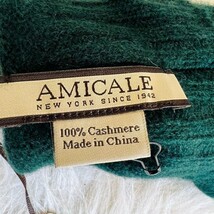 AMICALE
NEW YORK SINCE 1942
100% Cashmere
Made in China